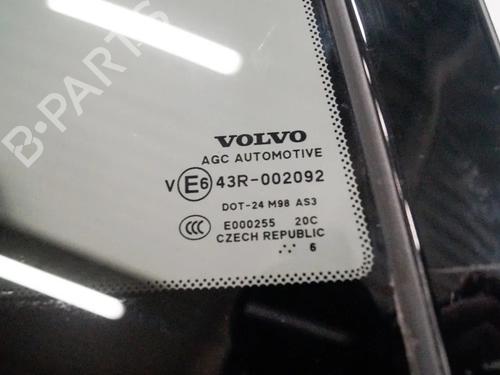 B-PARTS
VOLVO
AGC AUTOMOTIVE
V E6 43R-002092
DOT-24 M98 AS3
CCC E000255 20C
CZECH REPUBLIC
6